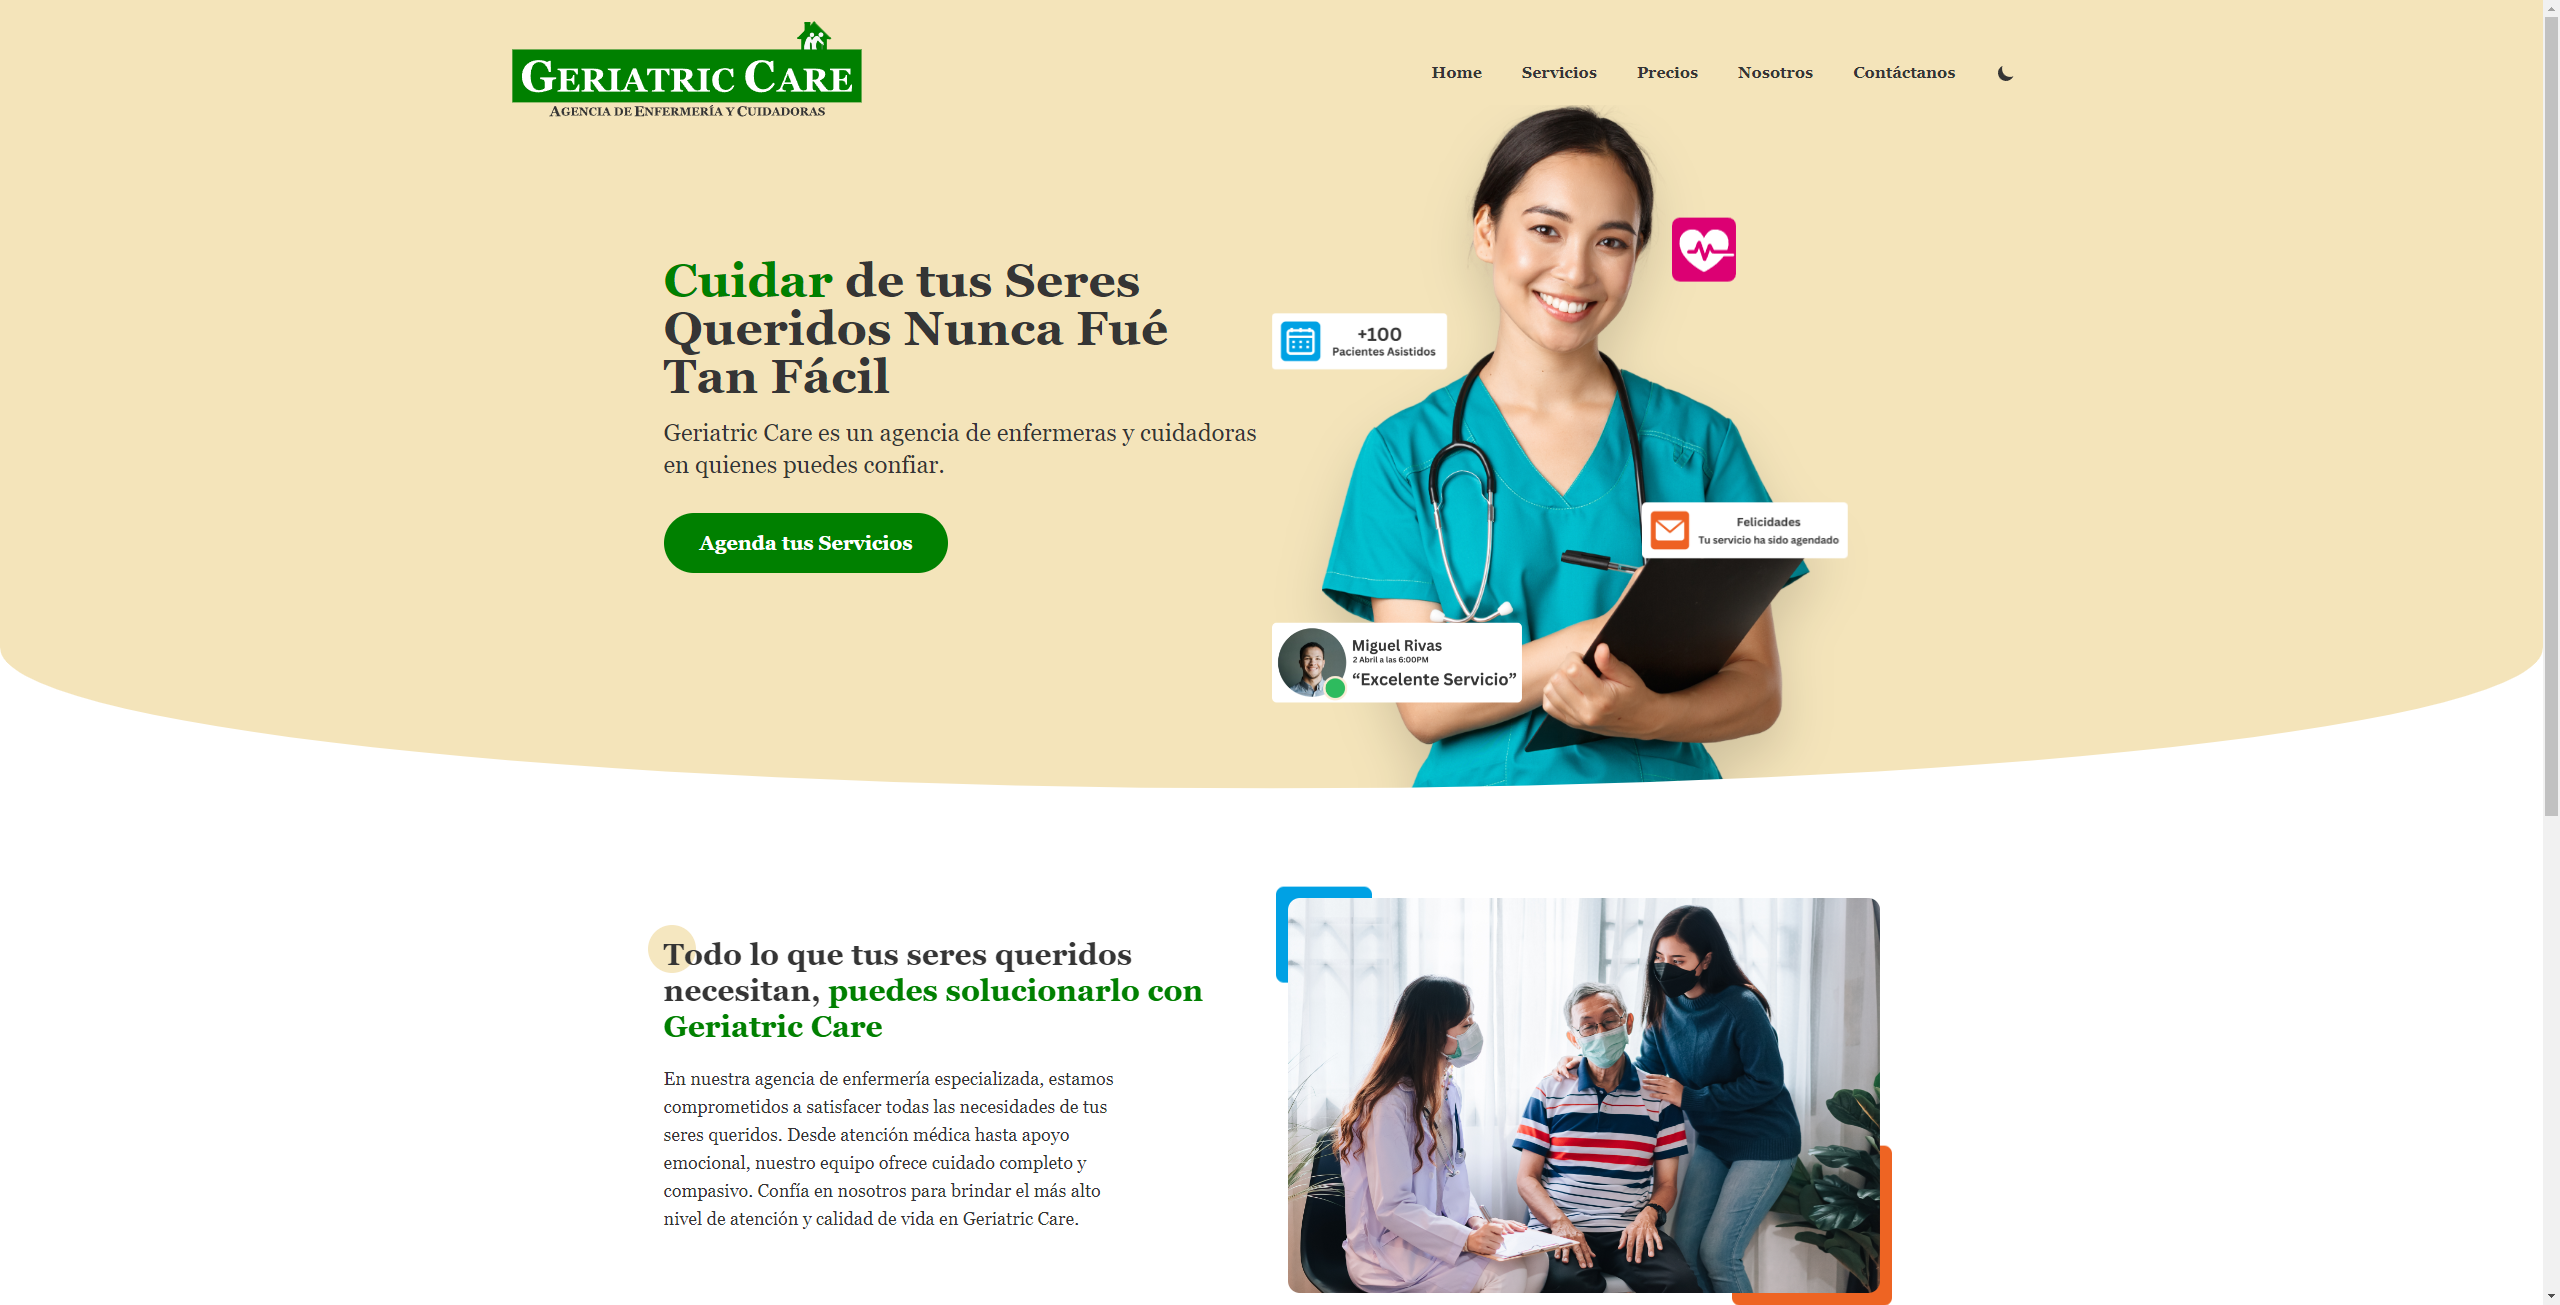 GERIATRIC CARE
AGENCIA DE ENFERMERÍA Y CUIDADORAS
Home
Servicios
Precios
Nosotros
Contáctanos
Cuidar de tus Seres
Queridos Nunca Fué
Tan Fácil
Geriatric Care es un agencia de enfermeras y cuidadoras
en quienes puedes confiar.
Agenda tus Servicios
+100
Pacientes Asistidos
Felicidades
Tu servicio ha sido agendado
Miguel Rivas
2 Abril a las 6:00PM
“Excelente Servicio”
Todo lo que tus seres queridos
necesitan, puedes solucionarlo con
Geriatric Care
En nuestra agencia de enfermería especializada, estamos
comprometidos a satisfacer todas las necesidades de tus
seres queridos. Desde atención médica hasta apoyo
emocional, nuestro equipo ofrece cuidado completo y
compasivo. Confía en nosotros para brindar el más alto
nivel de atención y calidad de vida en Geriatric Care.